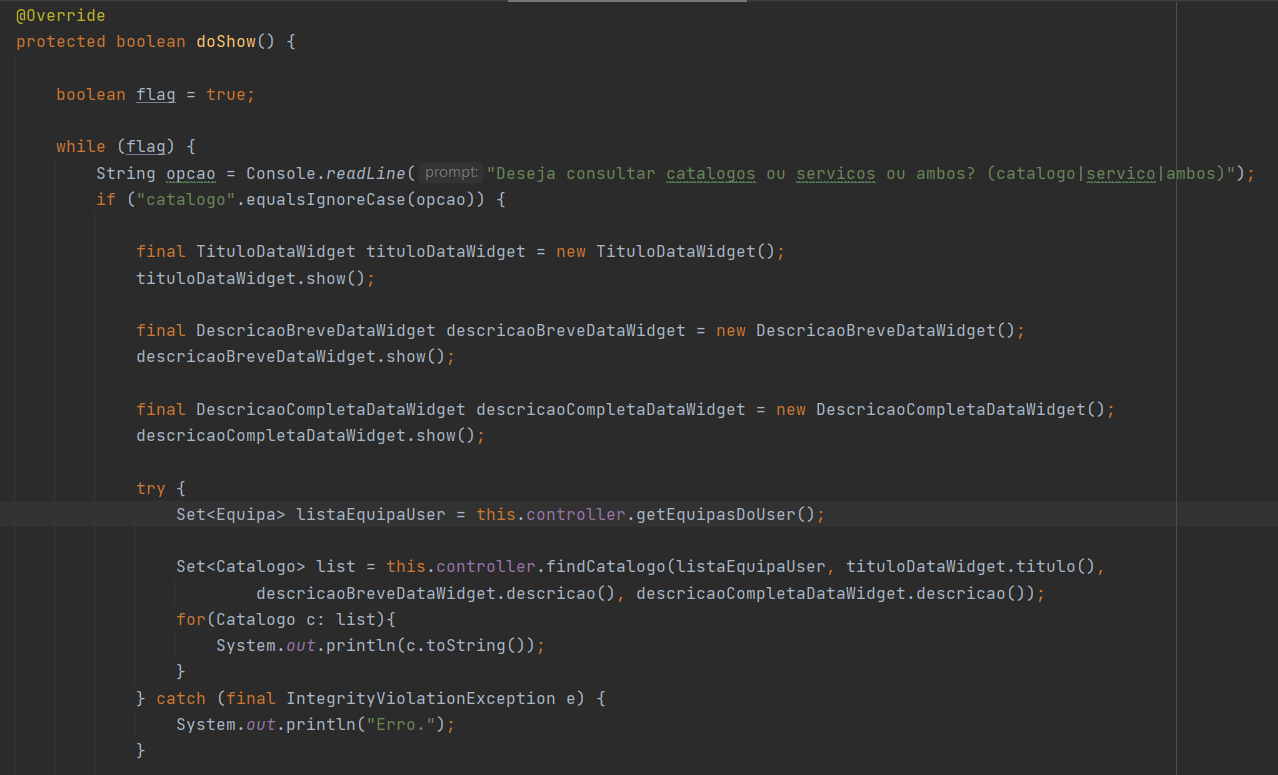 @Override
protected boolean doShow() {
boolean flag = true;
while (flag) {
String opcao = Console.readLine( prompt: "Deseja consultar catalogos ou servicos ou ambos? (catalogo|servico|ambos)");
if ("catalogo".equalsIgnoreCase(opcao)) {
final TituloDataWidget tituloDataWidget = new TituloDataWidget();
tituloDataWidget.show();
final DescricaoBreveDataWidget descricaoBreveDataWidget = new DescricaoBreveDataWidget();
descricaoBreveDataWidget.show();
final DescricaoCompletaDataWidget descricaoCompletaDataWidget = new DescricaoCompletaDataWidget();
descricaoCompletaDataWidget.show();
try {
Set<Equipa> listaEquipaUser = this.controller.getEquipasDoUser();
Set<Catalogo> list = this.controller.findCatalogo(listaEquipaUser, tituloDataWidget.titulo(),
descricaoBreveDataWidget.descricao(), descricaoCompletaDataWidget.descricao());
for(Catalogo c: list){
System.out.println(c.toString());
}
} catch (final IntegrityViolationException e) {
System.out.println("Erro.");
}